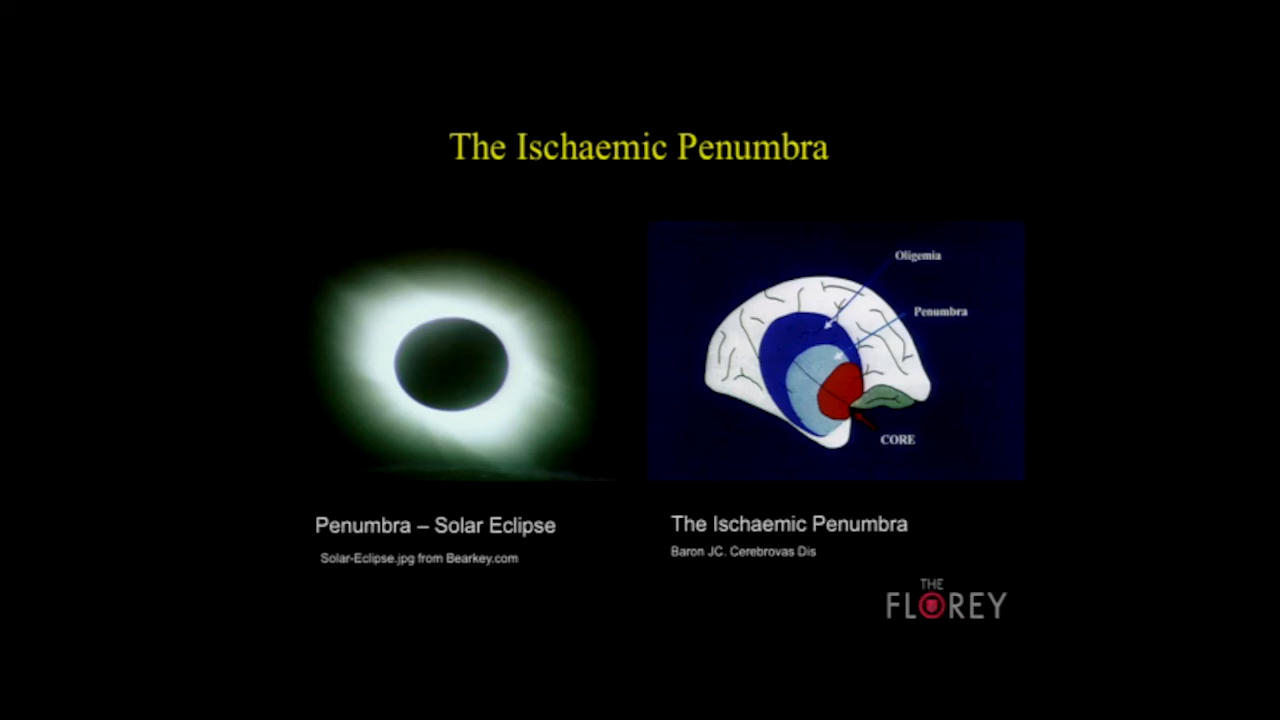 The Ischaemic Penumbra
Oligemia
Penumbra
CORE
Penumbra – Solar Eclipse
Solar-Eclipse.jpg from Bearkey.com
The Ischaemic Penumbra
Baron JC. Cerebrovas Dis
THE
FLOREY